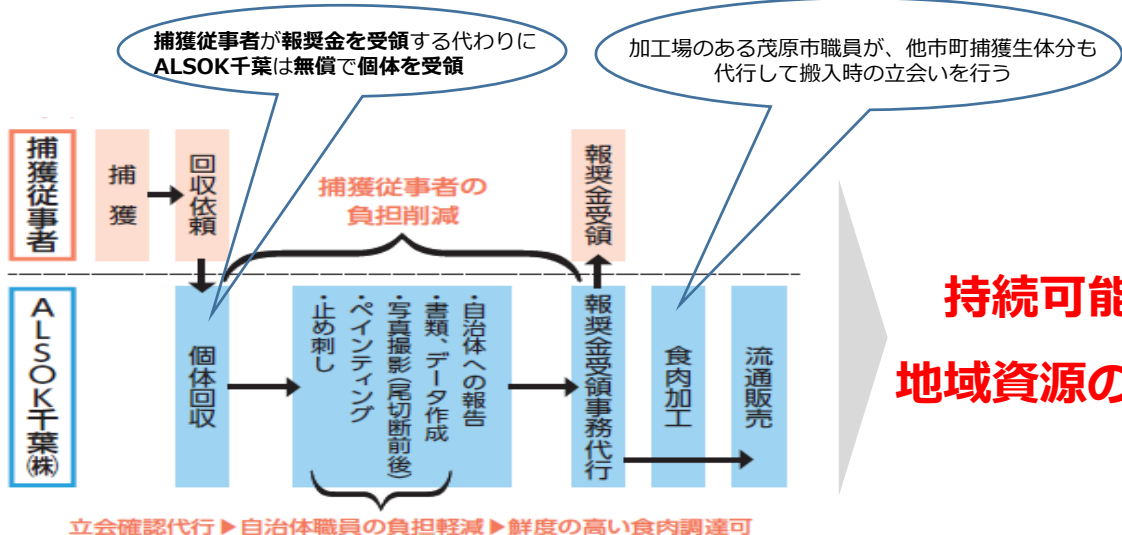 捕獲従事者が報奨金を受領する代わりに
ALSOK千葉は無償で個体を受領
加工場のある茂原市職員が、他市町捕獲生体分も
代行して搬入時の立会いを行う
捕獲従事者
捕獲
回収依頼
捕獲従事者の
負担削減
報奨金受領
ALSOK千葉㈱
個体回収
・自治体への報告
・書類、データ作成
・写真撮影(尾切断前後)
・ペインティング
・止め刺し
報奨金受領事務代行
食肉加工
流通販売
立会確認代行▶自治体職員の負担軽減▶鮮度の高い食肉調達可
持続可能
地域資源の